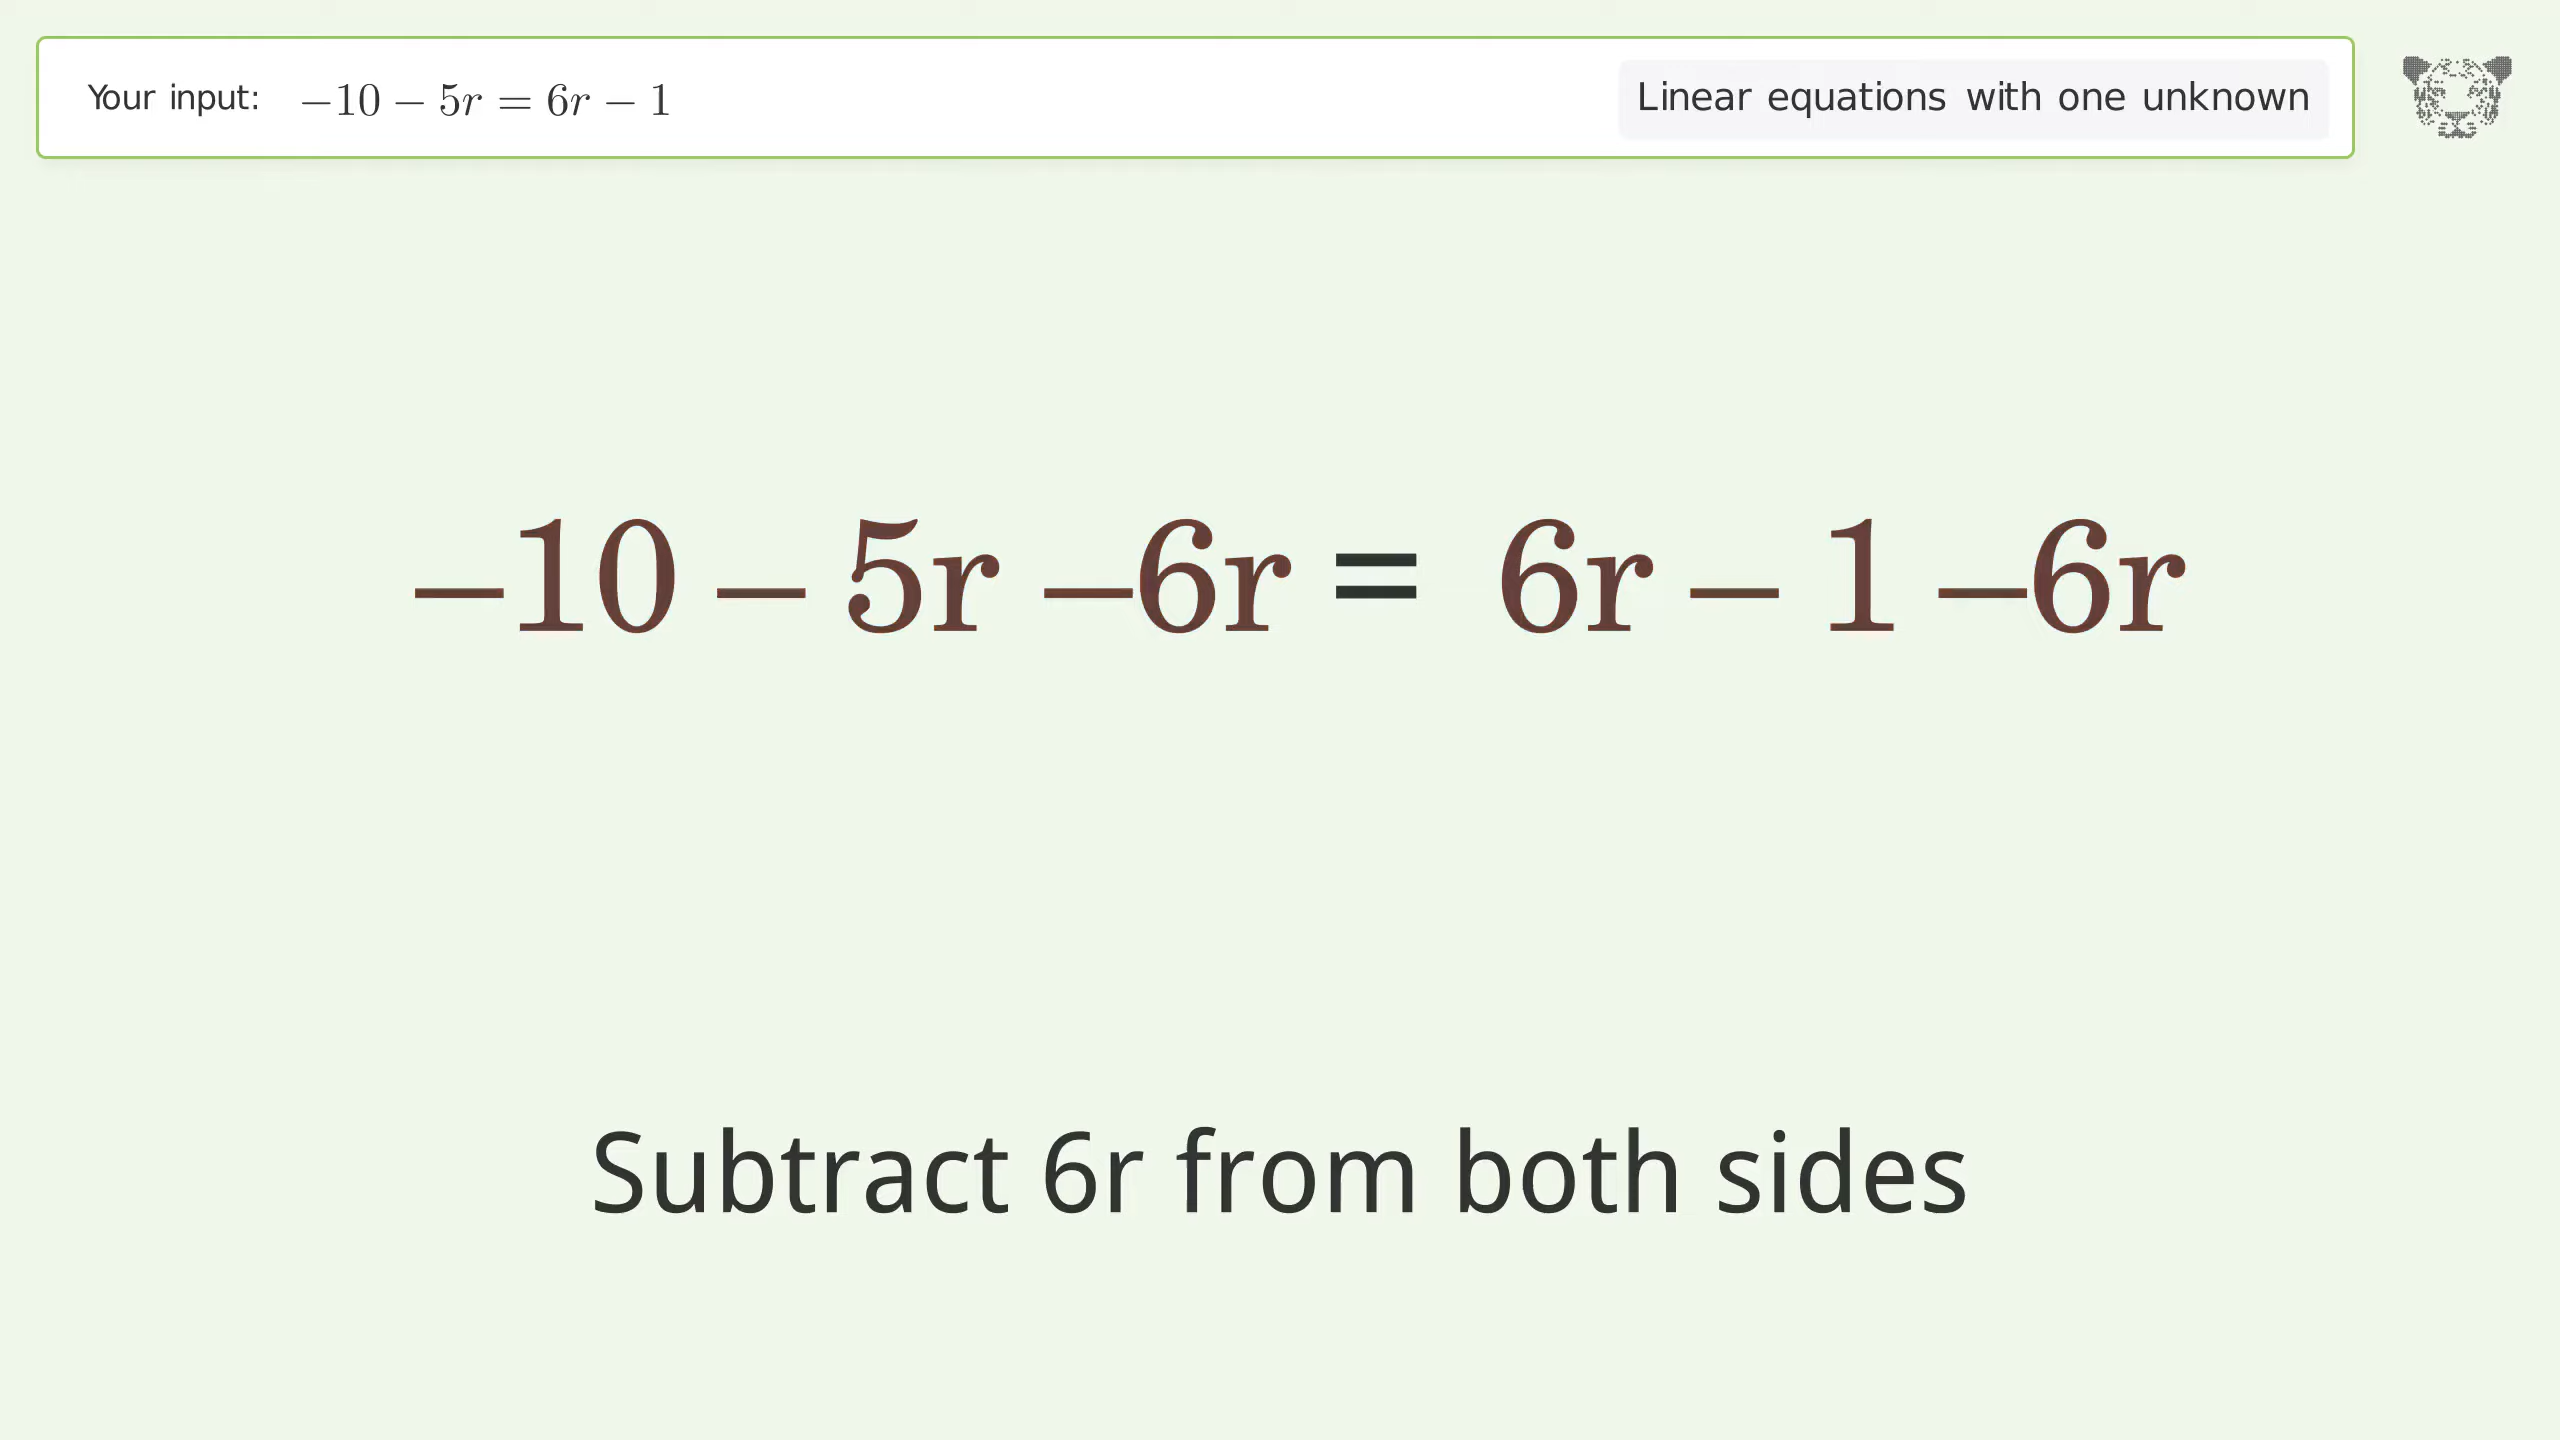 Your input: −10 − 5r = 6r − 1
Linear equations with one unknown
−10 − 5r −6r = 6r − 1 −6r
Subtract 6r from both sides